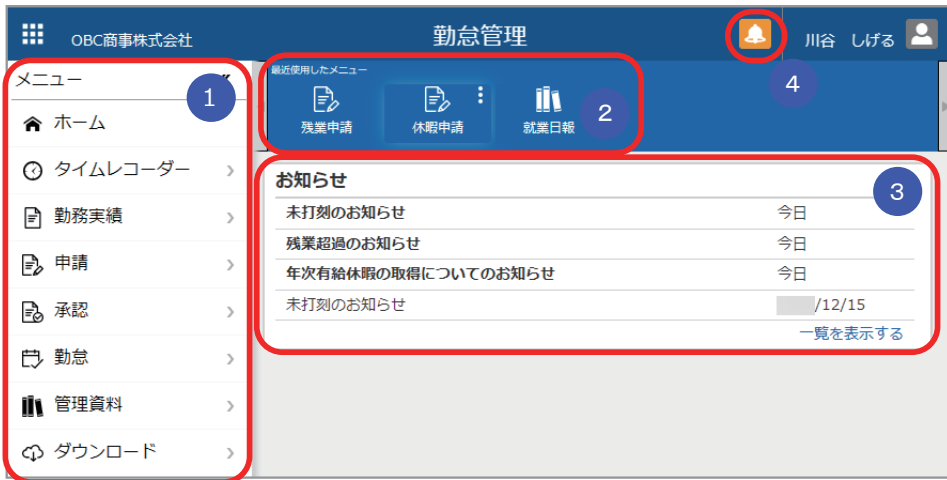 OBC商事株式会社
勤怠管理
川谷 しげる
メニュー
«
1
ホーム
タイムレコーダー
勤務実績
申請
承認
勤怠
管理資料
ダウンロード
最近使用したメニュー
残業申請
休暇申請
就業日報
2
4
お知らせ
3
未打刻のお知らせ 今日
残業超過のお知らせ 今日
年次有給休暇の取得についてのお知らせ 今日
未打刻のお知らせ /12/15
一覧を表示する